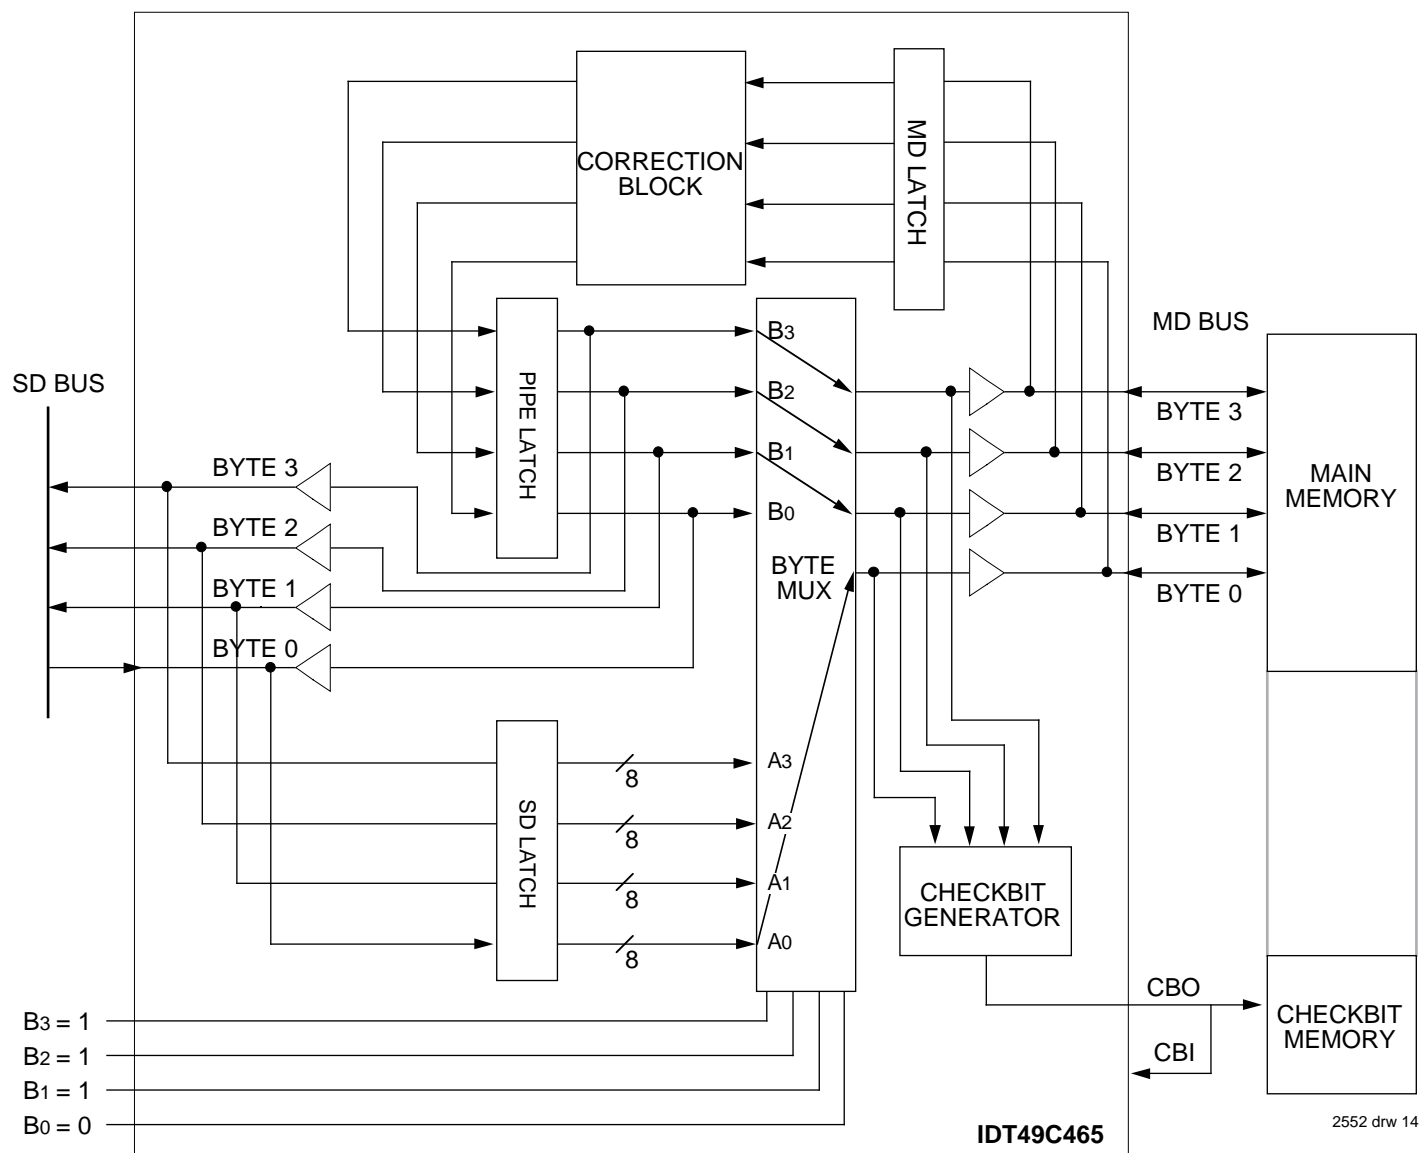 CORRECTION
BLOCK
MD LATCH
MD BUS
SD BUS
PIPE LATCH
B3
B2
B1
B0
BYTE
MUX
BYTE 3
BYTE 2
BYTE 1
BYTE 0
BYTE 3
BYTE 2
BYTE 1
BYTE 0
MAIN
MEMORY
SD LATCH
8
8
8
8
A3
A2
A1
A0
CHECKBIT
GENERATOR
CBO
CBI
CHECKBIT
MEMORY
B3 = 1
B2 = 1
B1 = 1
B0 = 0
IDT49C465
2552 drw 14